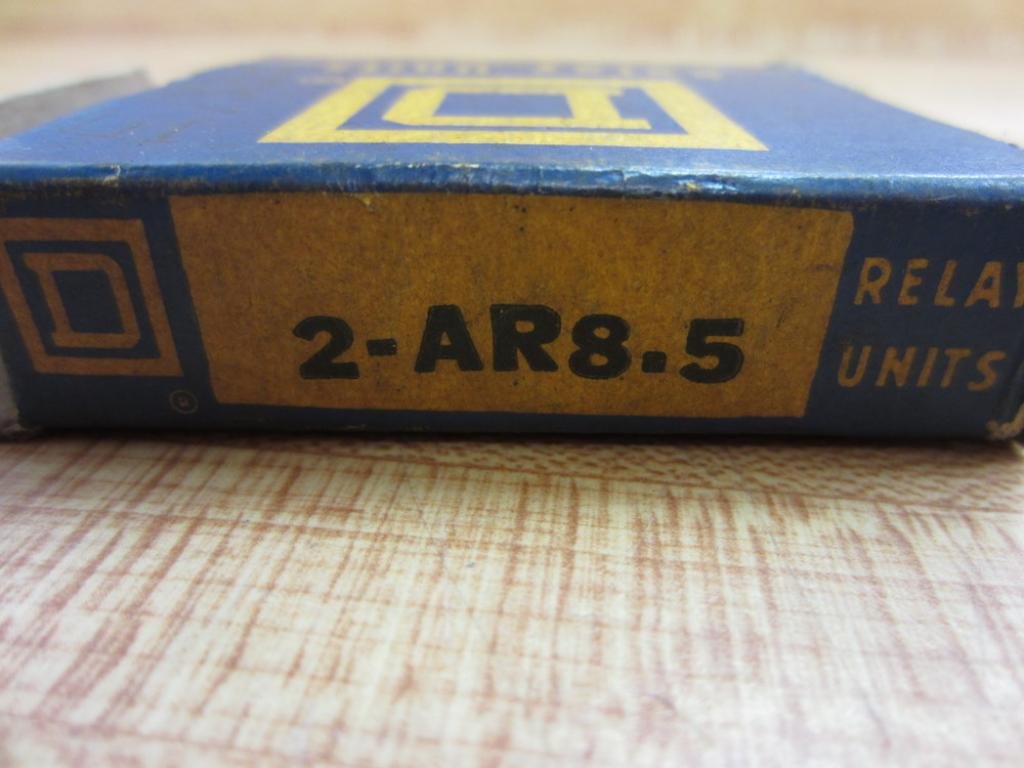 D
D
2-AR8.5
RELAY
UNITS
®